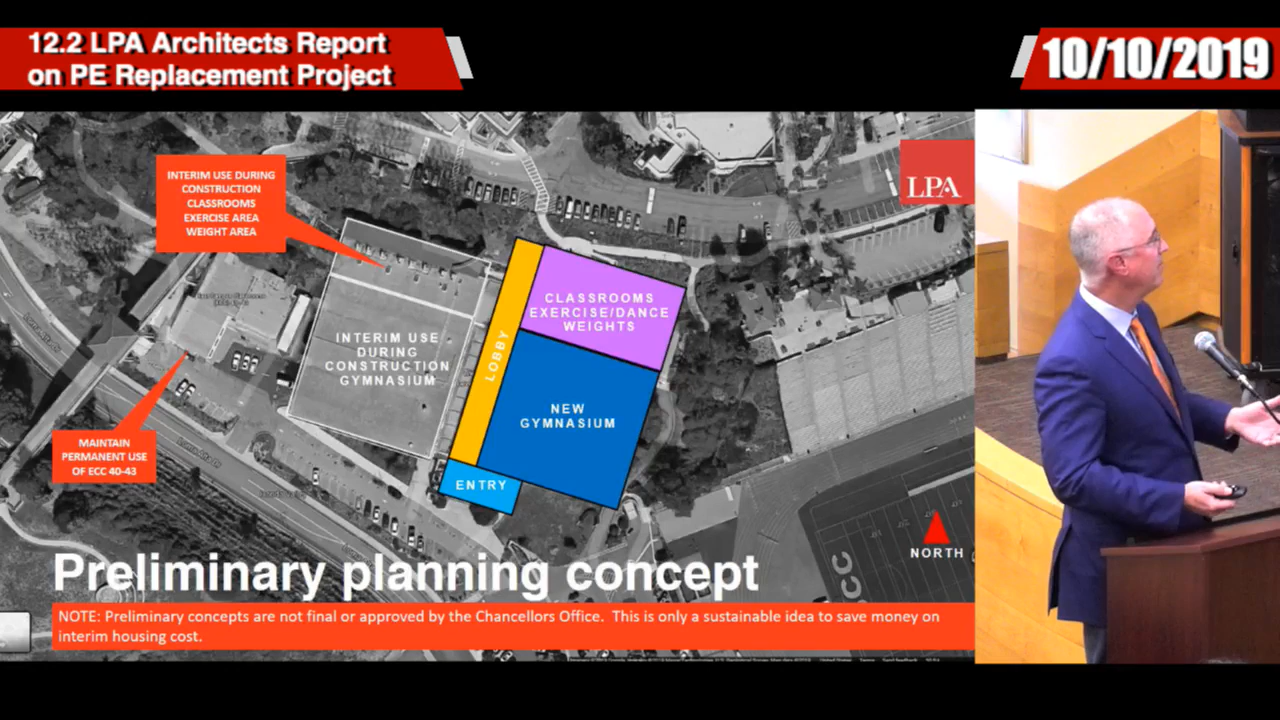 12.2 LPA Architects Report
on PE Replacement Project
10/10/2019
INTERIM USE DURING
CONSTRUCTION
CLASSROOMS
EXERCISE AREA
WEIGHT AREA
LPA
CLASSROOMS
EXERCISE/DANCE
WEIGHTS
LOBBY
INTERIM USE
DURING
CONSTRUCTION
GYMNASIUM
NEW
GYMNASIUM
MAINTAIN
PERMANENT USE
OF ECC 40-43
ENTRY
NORTH
CC
Preliminary planning concept
NOTE: Preliminary concepts are not final or approved by the Chancellors Office. This is only a sustainable idea to save money on
interim housing cost.